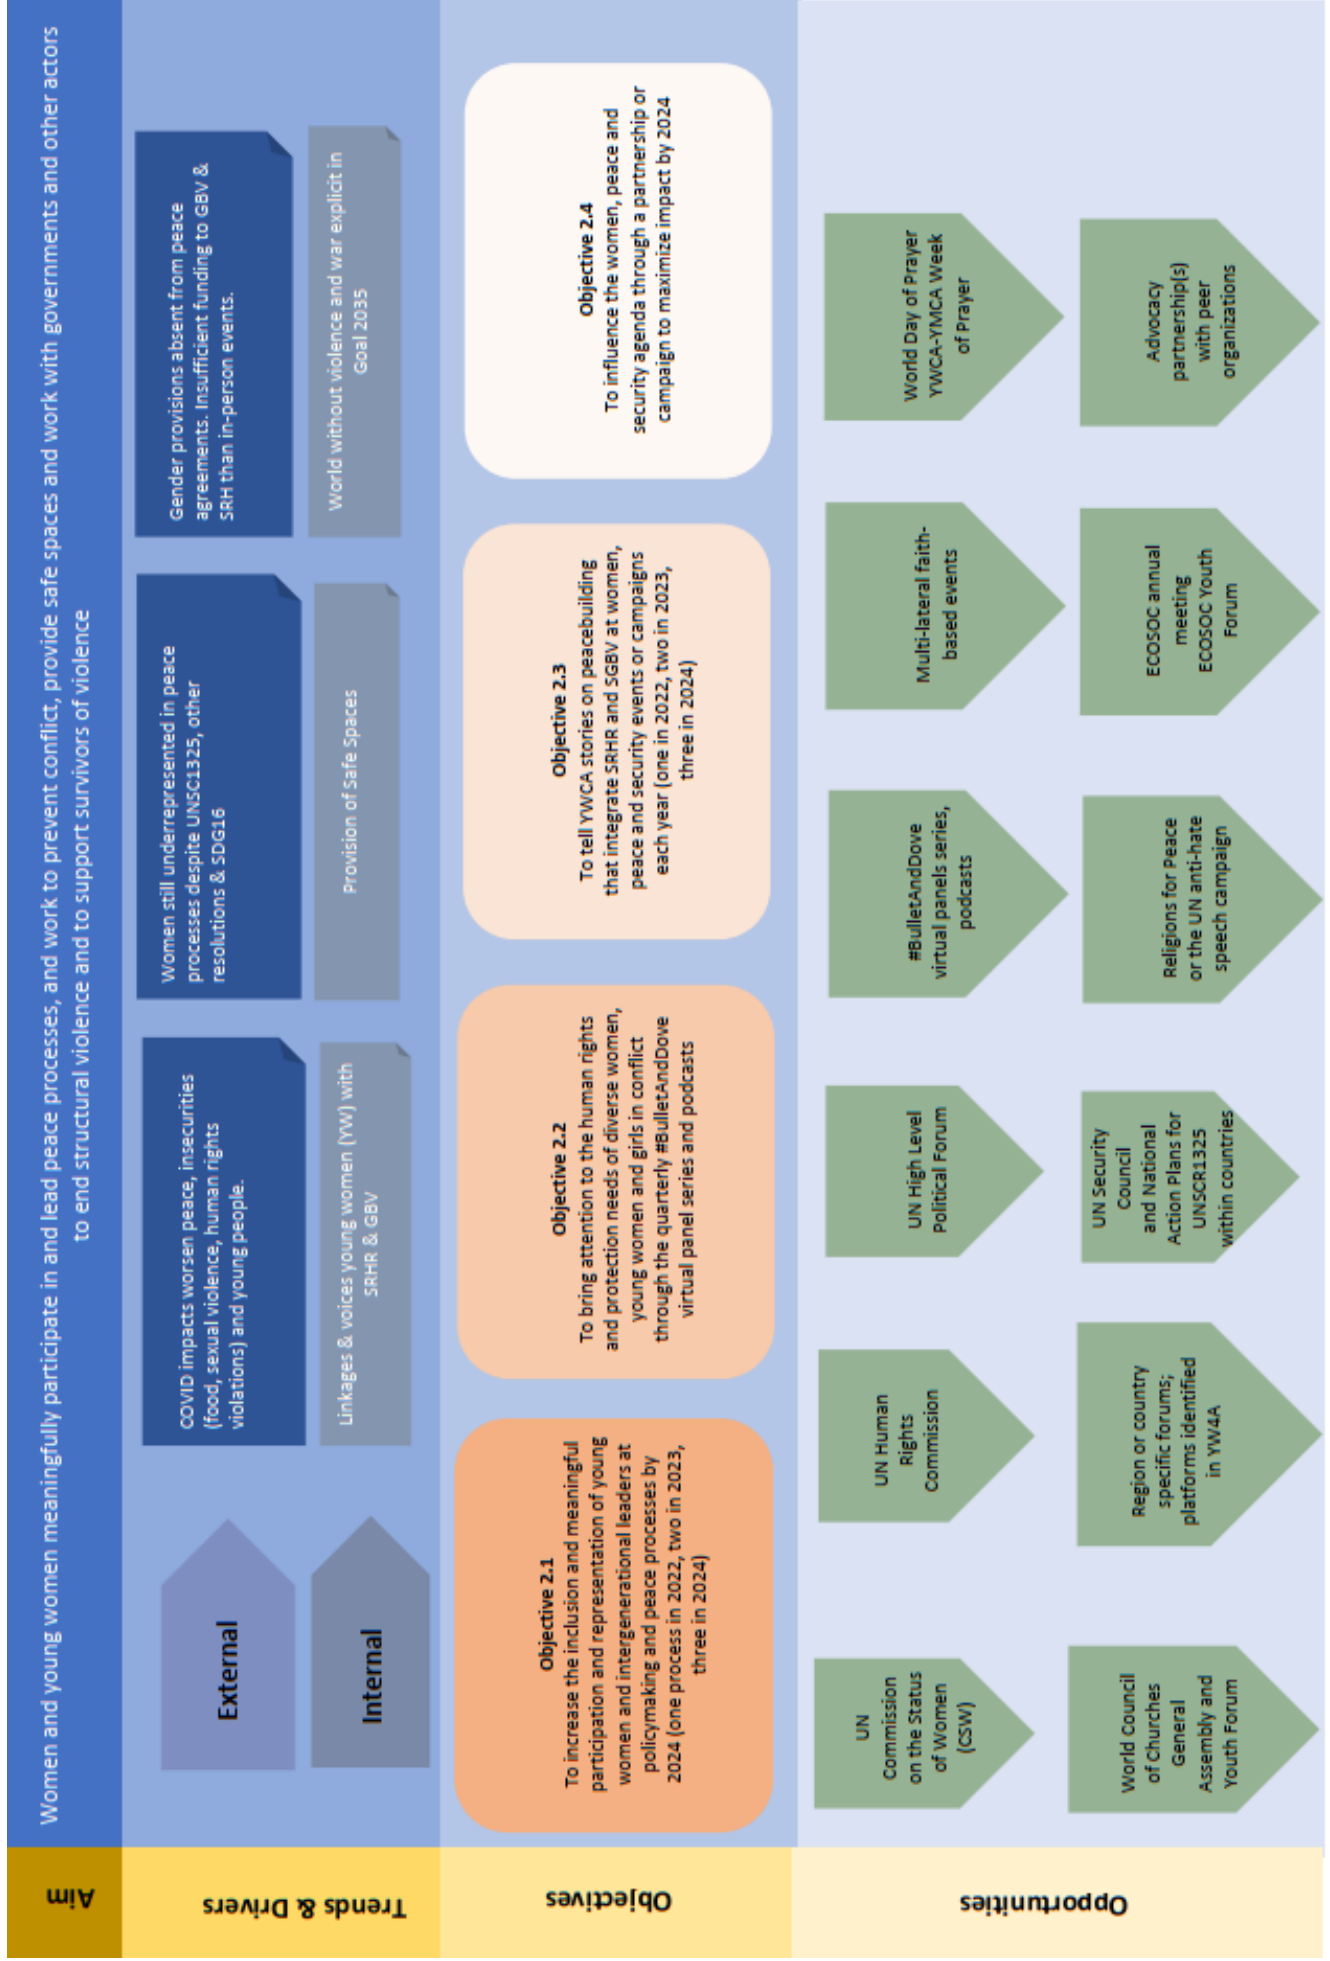 Aim
Women and young women meaningfully participate in and lead peace processes, and work to prevent conflict, provide safe spaces and work with governments and other actors
to end structural violence and to support survivors of violence
Trends & Drivers
External
COVID impacts worsen peace, insecurities
(food, sexual violence, human rights
violations) and young people.
Women still underrepresented in peace
processes despite UNSC1325, other
resolutions & SDG16
Gender provisions absent from peace
agreements. Insufficient funding to GBV &
SRH than in-person events.
Internal
Linkages & voices young women (YW) with
SRHR & GBV
Provision of Safe Spaces
World without violence and war explicit in
Goal 2035
Objectives
Objective 2.1
To increase the inclusion and meaningful
participation and representation of young
women and intergenerational leaders at
policymaking and peace processes by
2024 (one process in 2022, two in 2023,
three in 2024)
Objective 2.2
To bring attention to the human rights
and protection needs of diverse women,
young women and girls in conflict
through the quarterly #BulletAndDove
virtual panel series and podcasts
Objective 2.3
To tell YWCA stories on peacebuilding
that integrate SRHR and SGBV at women,
peace and security events or campaigns
each year (one in 2022, two in 2023,
three in 2024)
Objective 2.4
To influence the women, peace and
security agenda through a partnership or
campaign to maximize impact by 2024
Opportunities
UN
Commission
on the Status
of Women
(CSW)
UN Human
Rights
Commission
UN High Level
Political Forum
#BulletAndDove
virtual panels series,
podcasts
Multi-lateral faith-
based events
World Day of Prayer
YWCA-YMCA Week
of Prayer
World Council
of Churches
General
Assembly and
Youth Forum
Region or country
specific forums;
platforms identified
in YW4A
UN Security
Council
and National
Action Plans for
UNSCR1325
within countries
Religions for Peace
or the UN anti-hate
speech campaign
ECOSOC annual
meeting
ECOSOC Youth
Forum
Advocacy
partnership(s)
with peer
organizations